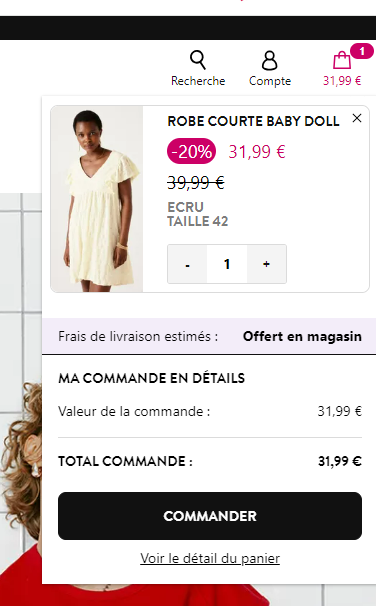 1
Recherche
Compte
31,99 €
ROBE COURTE BABY DOLL
-20% 31,99 €
39,99 €
ECRU
TAILLE 42
- 1 +
Frais de livraison estimés : Offert en magasin
MA COMMANDE EN DÉTAILS
Valeur de la commande : 31,99 €
TOTAL COMMANDE : 31,99 €
COMMANDER
Voir le détail du panier